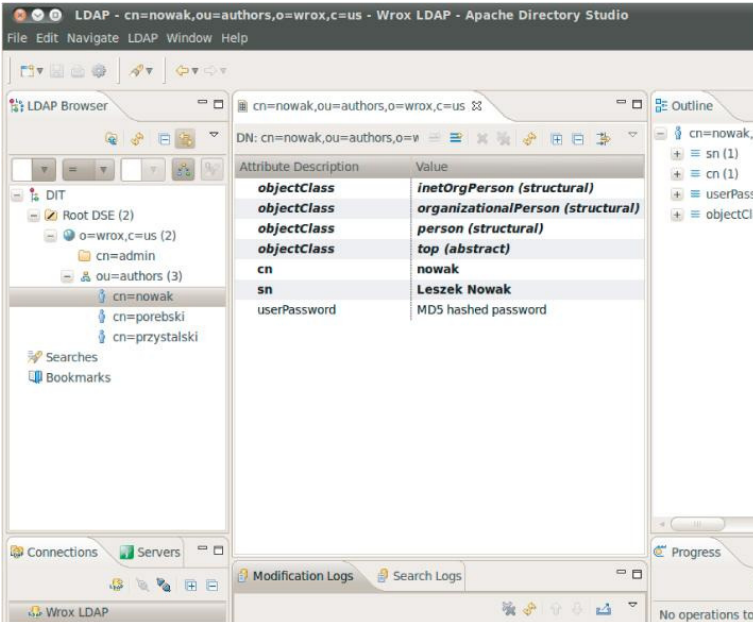 LDAP - cn=nowak,ou=authors,o=wrox,c=us - Wrox LDAP - Apache Directory Studio
File Edit Navigate LDAP Window Help
LDAP Browser
DIT
Root DSE (2)
o=wrox,c=us (2)
cn=admin
ou=authors (3)
cn=nowak
cn=porebski
cn=przystalski
Searches
Bookmarks
cn=nowak,ou=authors,o=wrox,c=us
DN: cn=nowak,ou=authors,o=w
Attribute Description Value
objectClass inetOrgPerson (structural)
objectClass organizationalPerson (structural)
objectClass person (structural)
objectClass top (abstract)
cn nowak
sn Leszek Nowak
userPassword MD5 hashed password
Outline
cn=nowak,
sn (1)
cn (1)
userPass
objectCl
Connections Servers
Wrox LDAP
Modification Logs Search Logs
Progress
No operations to